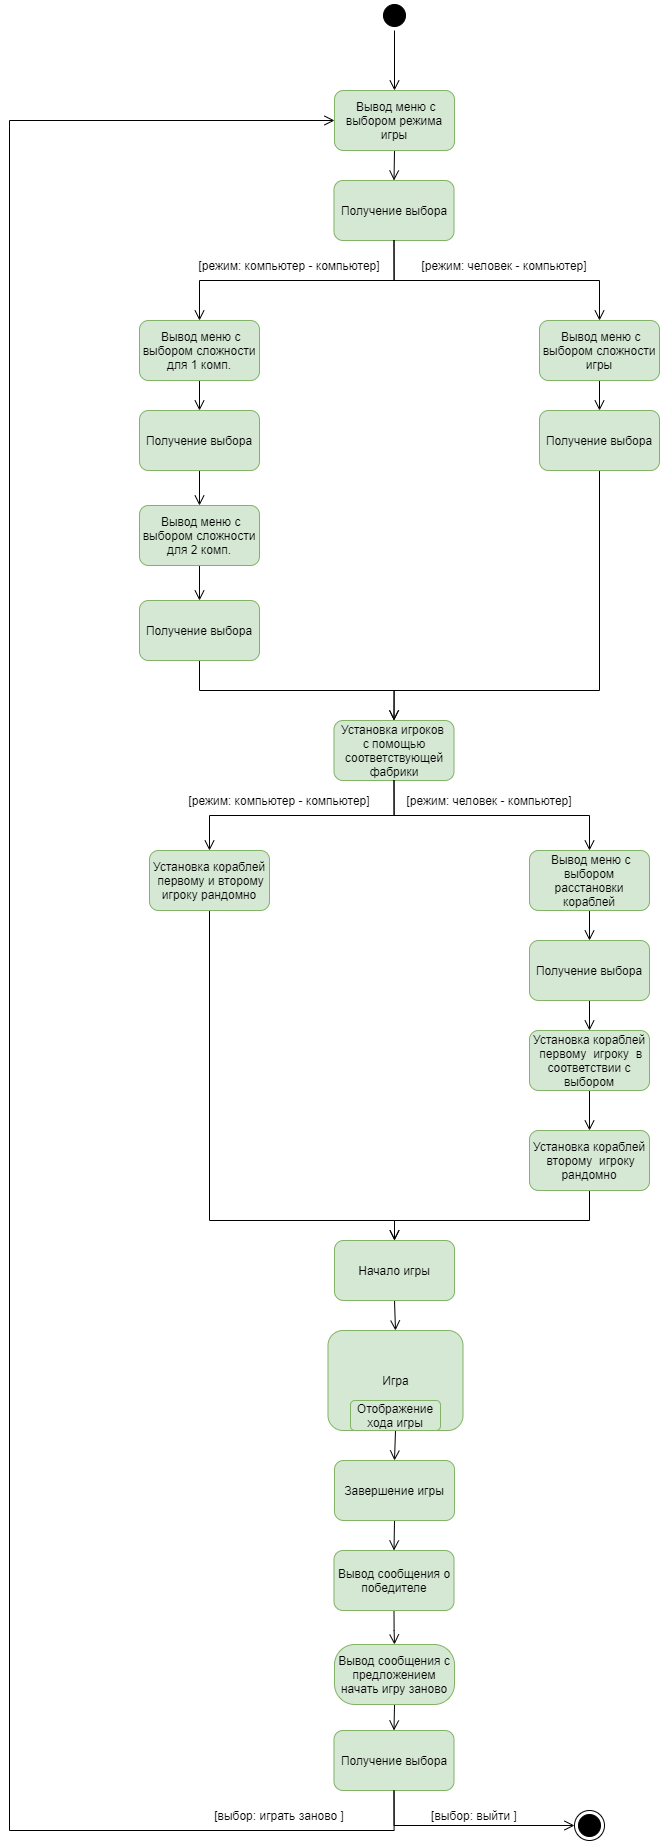 Вывод меню с
выбором режима
игры
Получение выбора
[режим: компьютер - компьютер]
[режим: человек - компьютер]
Вывод меню с
выбором сложности
для 1 комп.
Вывод меню с
выбором сложности
игры
Получение выбора
Получение выбора
Вывод меню с
выбором сложности
для 2 комп.
Получение выбора
Установка игроков
с помощью
соответствующей
фабрики
[режим: компьютер - компьютер]
[режим: человек - компьютер]
Установка кораблей
первому и второму
игроку рандомно
Вывод меню с
выбором
расстановки
кораблей
Получение выбора
Установка кораблей
первому игроку в
соответствии с
выбором
Установка кораблей
второму игроку
рандомно
Начало игры
Игра
Отображение
хода игры
Завершение игры
Вывод сообщения о
победителе
Вывод сообщения с
предложением
начать игру заново
Получение выбора
[выбор: играть заново ]
[выбор: выйти ]